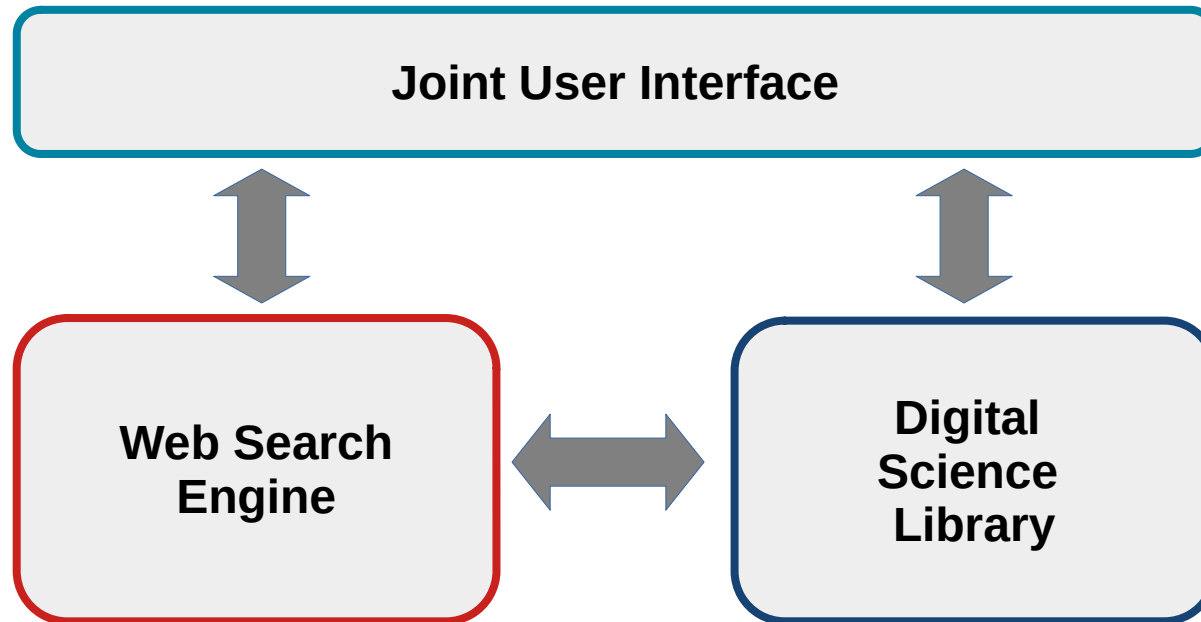 Joint User Interface
Web Search
Engine
Digital
Science
Library